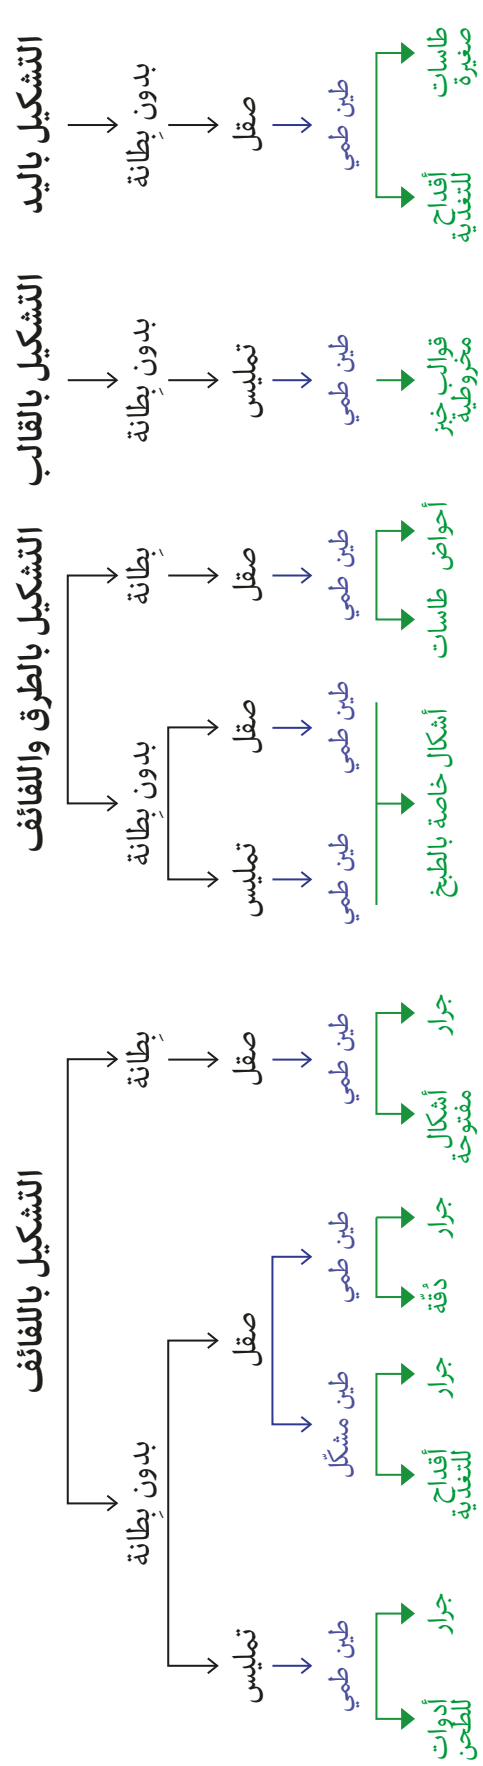 التشكيل باليد
بدون بِطانة
صقل
طين طمي
طاسات
صغيرة
أقداح
للتغذية
التشكيل بالقالب
بدون بِطانة
تمليس
طين طمي
قوالب خبز
مخروطية
التشكيل بالطرق واللفائف
بِطانة
صقل
طين طمي
أحواض
طاسات
بدون بِطانة
صقل
طين طمي
تمليس
طين طمي
أشكال خاصة بالطبخ
التشكيل باللفائف
بِطانة
صقل
طين طمي
جرار
أشكال
مفتوحة
بدون بِطانة
صقل
طين طمي
جرار
دُقّة
طين مشكّل
جرار
أقداح
للتغذية
تمليس
طين طمي
جرار
أدوات
للطحن